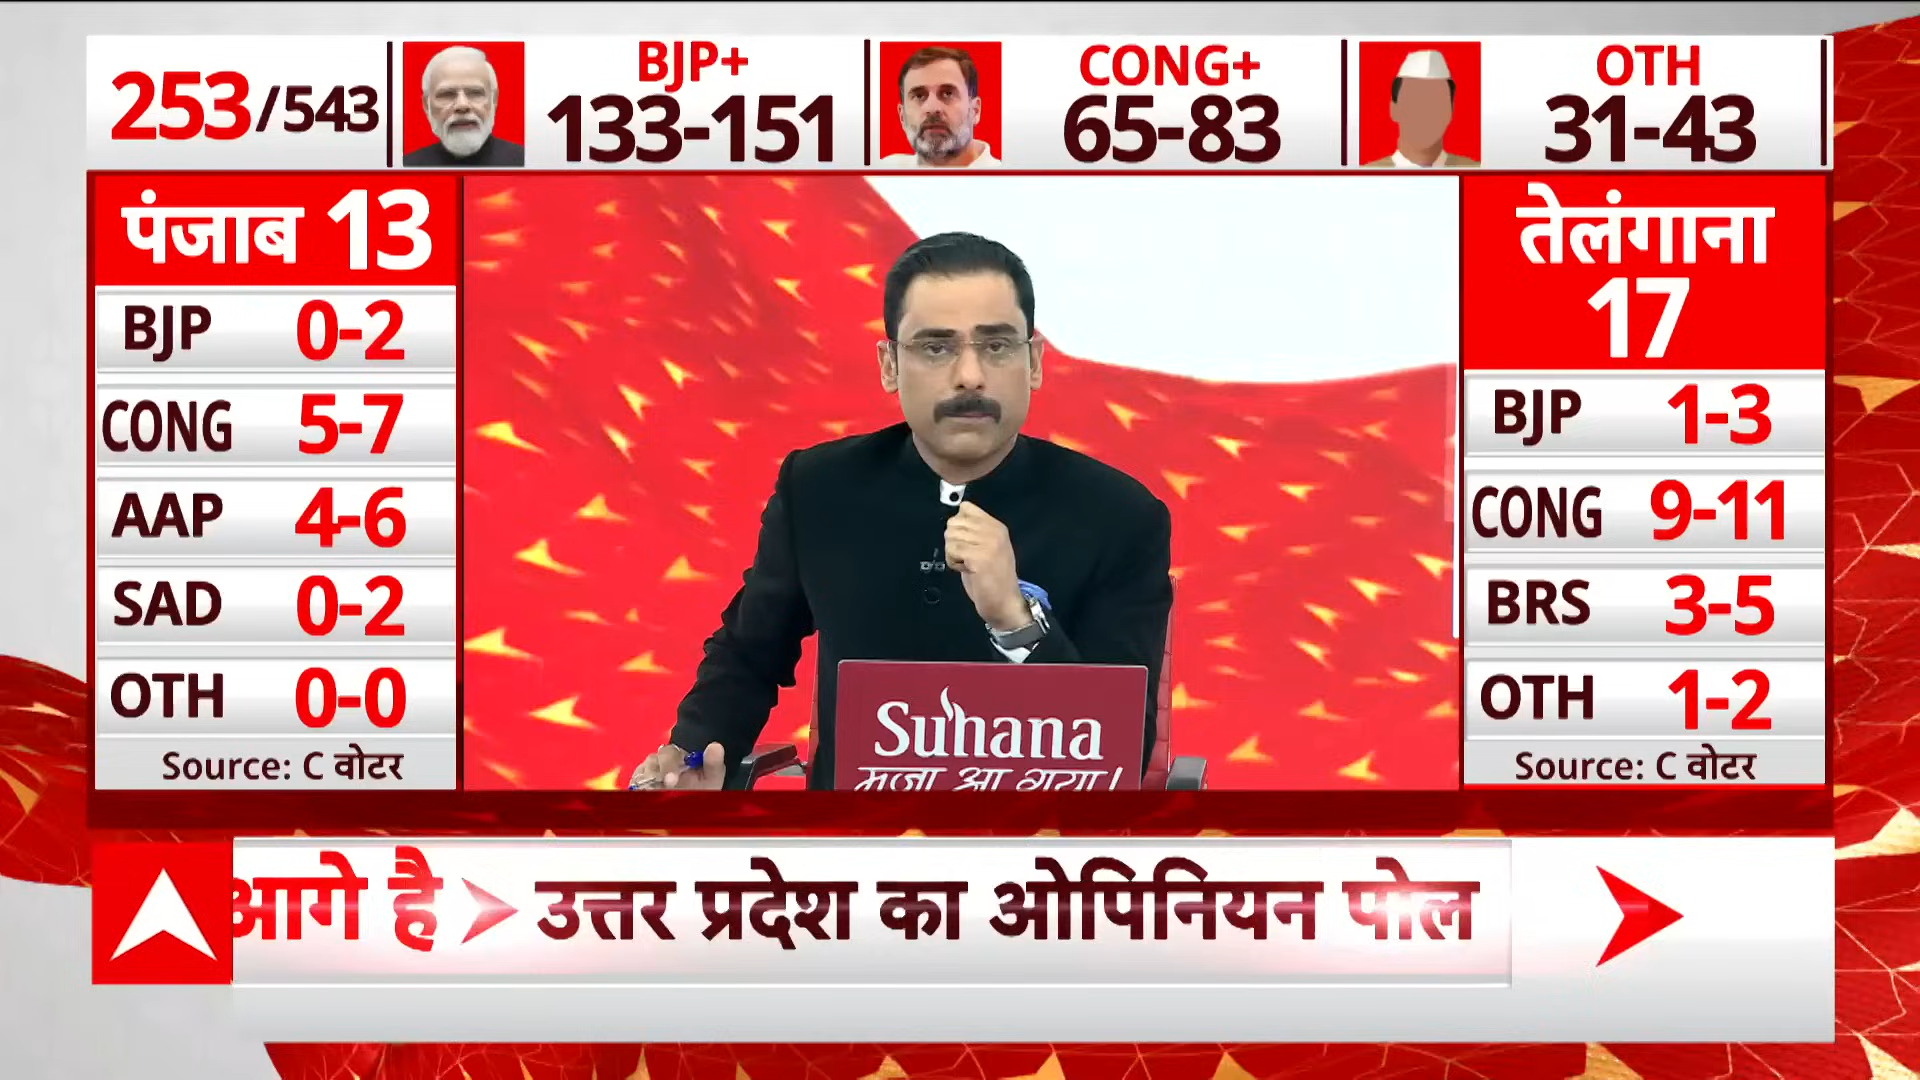 253/543
BJP+
133-151
CONG+
65-83
OTH
31-43
पंजाब 13
BJP 0-2
CONG 5-7
AAP 4-6
SAD 0-2
OTH 0-0
Source: C वोटर
तेलंगाना
17
BJP 1-3
CONG 9-11
BRS 3-5
OTH 1-2
Source: C वोटर
Suhana
मज़ा आ गया!
आगे है उत्तर प्रदेश का ओपिनियन पोल